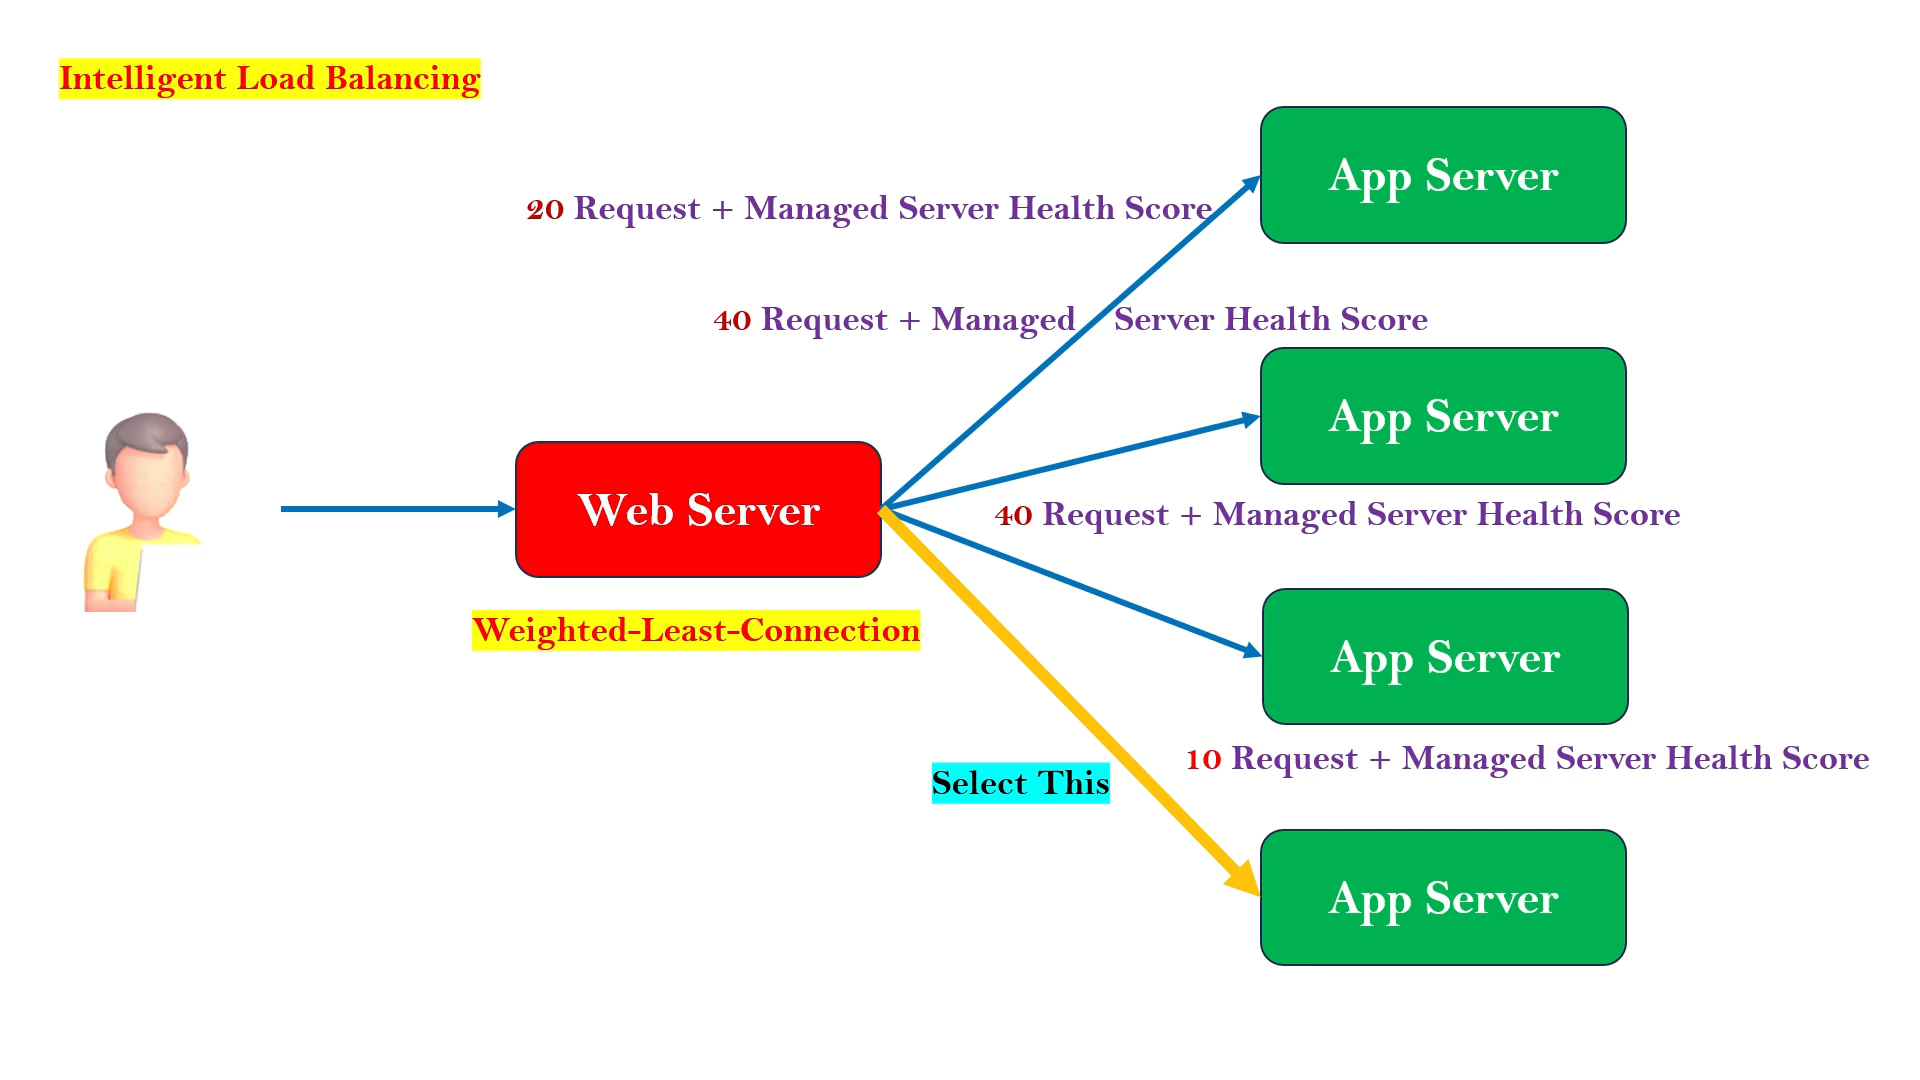 Intelligent Load Balancing
App Server
20 Request + Managed Server Health Score
40 Request + Managed Server Health Score
App Server
Web Server
40 Request + Managed Server Health Score
Weighted-Least-Connection
App Server
10 Request + Managed Server Health Score
Select This
App Server